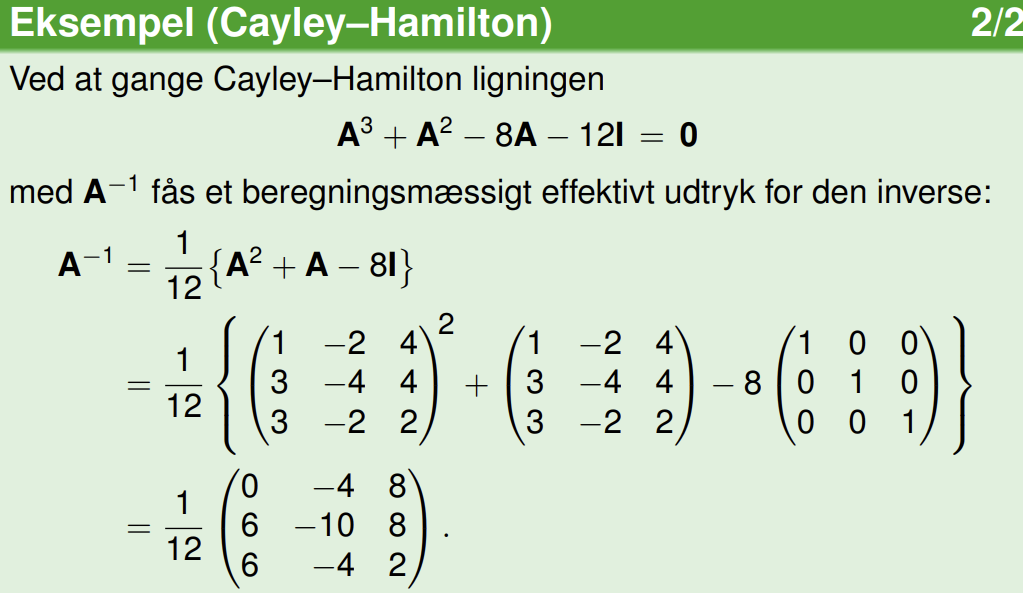 Eksempel (Cayley–Hamilton) 2/2
Ved at gange Cayley–Hamilton ligningen
A³ + A² − 8A − 12I = 0
med A⁻¹ fås et beregningsmæssigt effektivt udtryk for den inverse:
A⁻¹ = 1/12 {A² + A − 8I}
= 1/12 { (1 −2 4; 3 −4 4; 3 −2 2)² + (1 −2 4; 3 −4 4; 3 −2 2) − 8 (1 0 0; 0 1 0; 0 0 1) }
= 1/12 (0 −4 8; 6 −10 8; 6 −4 2) .